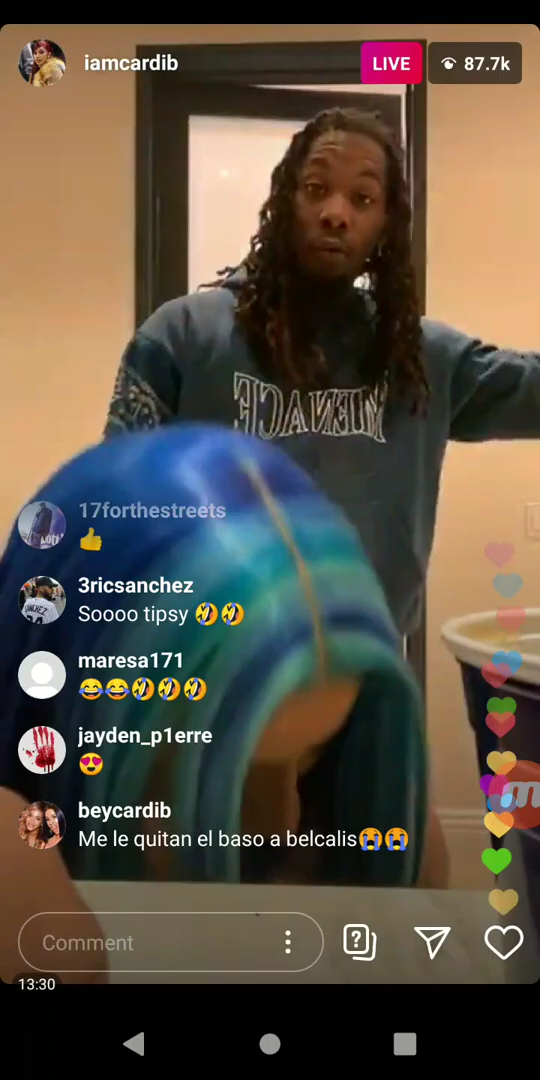 iamcardib
LIVE
87.7k
MENACE
17forthestreets
👍
3ricsanchez
Soooo tipsy 🤣🤣
maresa171
😂😂🤣🤣🤣
jayden_p1erre
😍
beycardib
Me le quitan el baso a belcalis😭😭
Comment
13:30